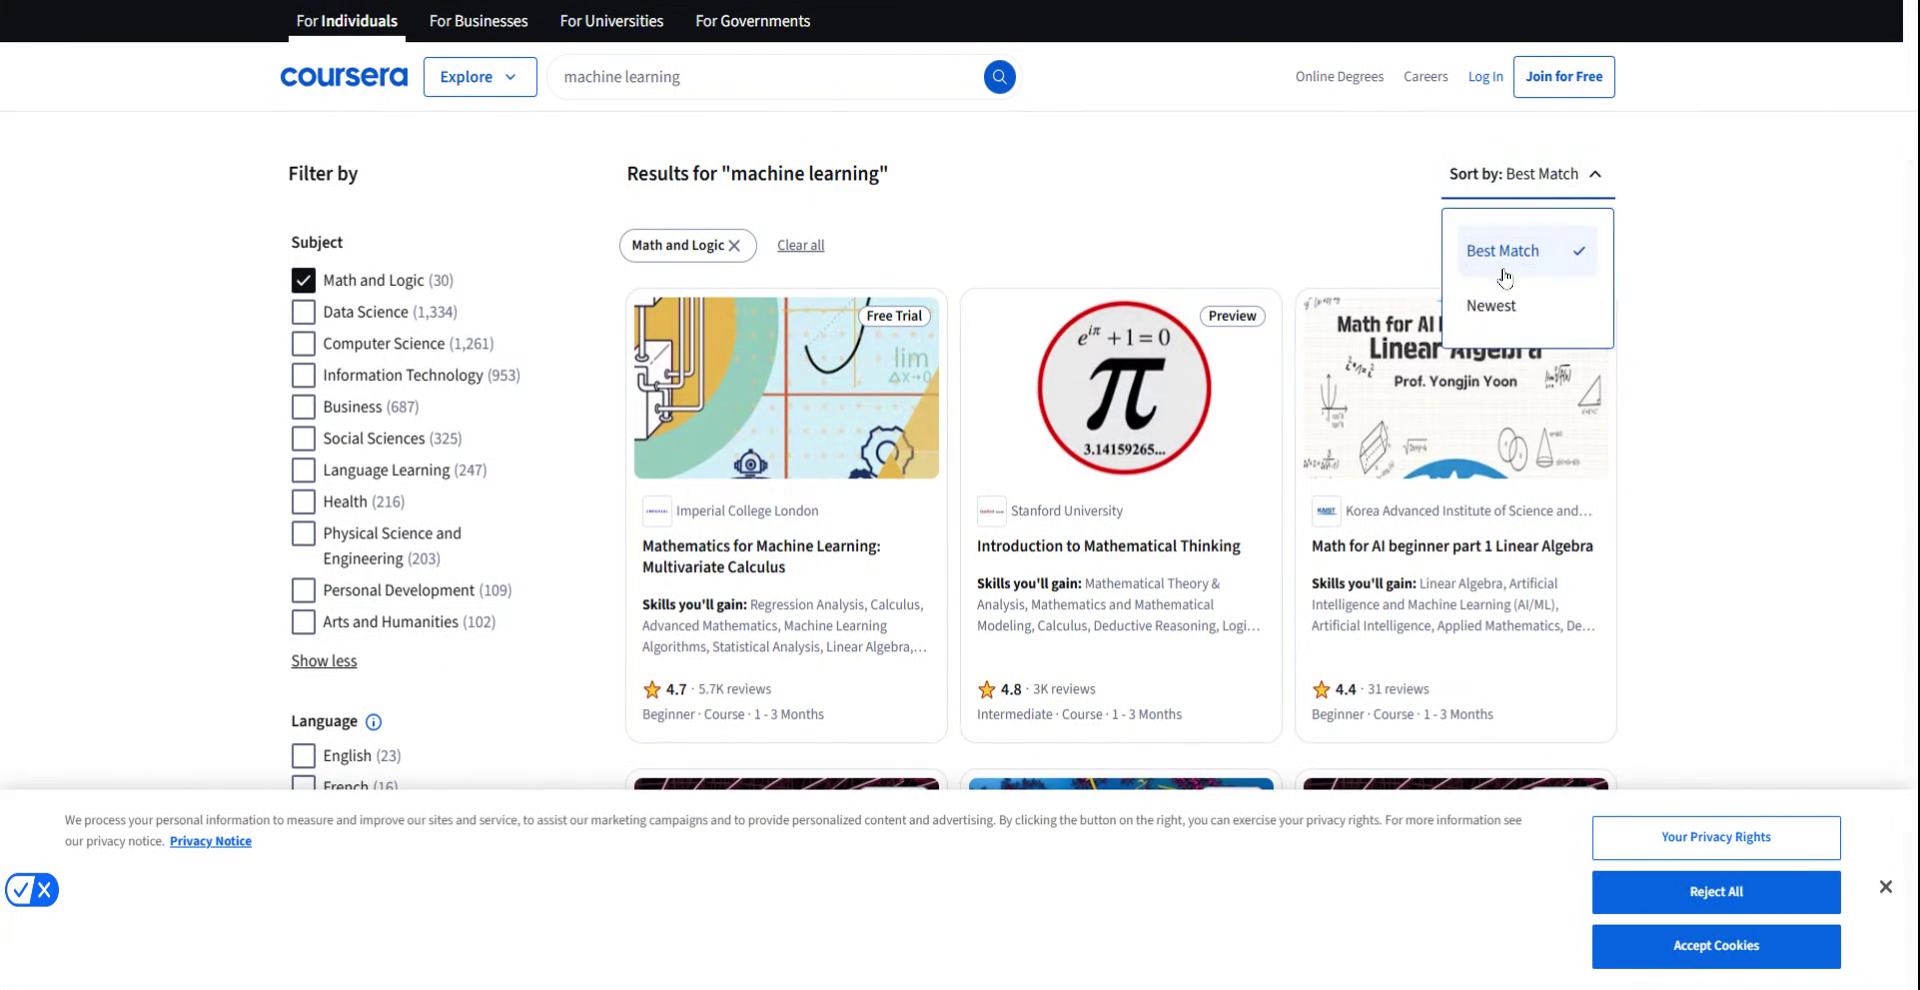 For Individuals For Businesses For Universities For Governments
coursera Explore machine learning Online Degrees Careers Log In Join for Free
Filter by
Results for "machine learning"
Sort by: Best Match
Best Match
Newest
Math and Logic Clear all
Subject
Math and Logic (30)
Data Science (1,334)
Computer Science (1,261)
Information Technology (953)
Business (687)
Social Sciences (325)
Language Learning (247)
Health (216)
Physical Science and
Engineering (203)
Personal Development (109)
Arts and Humanities (102)
Show less
Language
English (23)
French (16)
Free Trial
lim
Δx→0
Imperial College London
Mathematics for Machine Learning:
Multivariate Calculus
Skills you'll gain: Regression Analysis, Calculus,
Advanced Mathematics, Machine Learning
Algorithms, Statistical Analysis, Linear Algebra,...
4.7 · 5.7K reviews
Beginner · Course · 1 - 3 Months
Preview
e^{iπ} + 1 = 0
π
3.14159265...
Stanford University
Introduction to Mathematical Thinking
Skills you'll gain: Mathematical Theory &
Analysis, Mathematics and Mathematical
Modeling, Calculus, Deductive Reasoning, Logi...
4.8 · 3K reviews
Intermediate · Course · 1 - 3 Months
Math for AI
Linear Algebra
Prof. Yongjin Yoon
Korea Advanced Institute of Science and...
Math for AI beginner part 1 Linear Algebra
Skills you'll gain: Linear Algebra, Artificial
Intelligence and Machine Learning (AI/ML),
Artificial Intelligence, Applied Mathematics, De...
4.4 · 31 reviews
Beginner · Course · 1 - 3 Months
We process your personal information to measure and improve our sites and service, to assist our marketing campaigns and to provide personalized content and advertising. By clicking the button on the right, you can exercise your privacy rights. For more information see
our privacy notice. Privacy Notice
Your Privacy Rights
Reject All
Accept Cookies